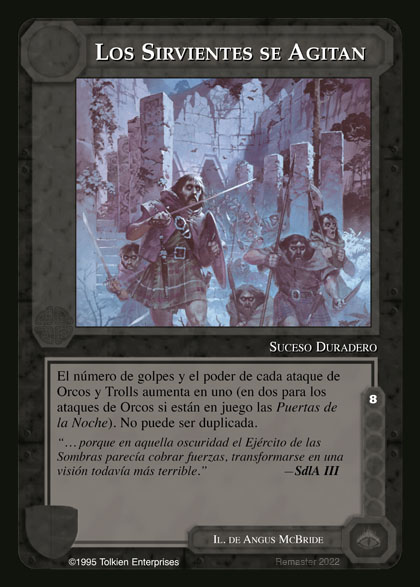 Los Sirvientes se Agitan
Suceso Duradero
El número de golpes y el poder de cada ataque de
Orcos y Trolls aumenta en uno (en dos para los
ataques de Orcos si están en juego las Puertas de
la Noche). No puede ser duplicada.
8
“…porque en aquella oscuridad el Ejército de las
Sombras parecía cobrar fuerzas, transformarse en una
visión todavía más terrible.” —SdlA III
Il. de Angus McBride
©1995 Tolkien Enterprises
Remaster 2022